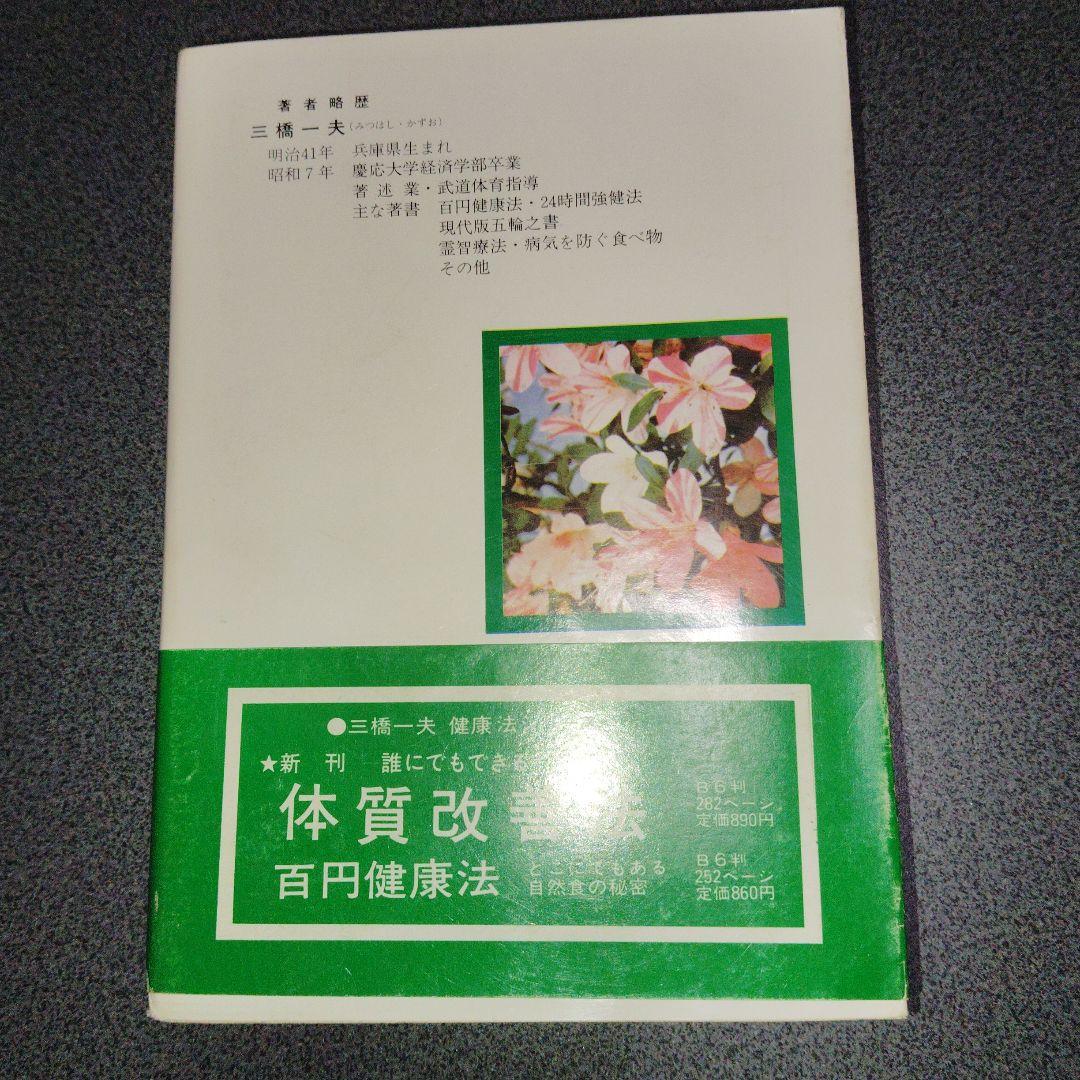 著者略歴
三橋一夫(みつはし・かずお)
明治41年 兵庫県生まれ
昭和7年 慶応大学経済学部卒業
著述業・武道体育指導
主な著書 百円健康法・24時間強健法
現代版五輪之書
霊智療法・病気を防ぐ食べ物
その他
●三橋一夫 健康法
★新刊 誰にでもできる
体質改善法
B6判
282ページ
定価890円
百円健康法
どこにでもある
自然食の秘密
B6判
252ページ
定価860円